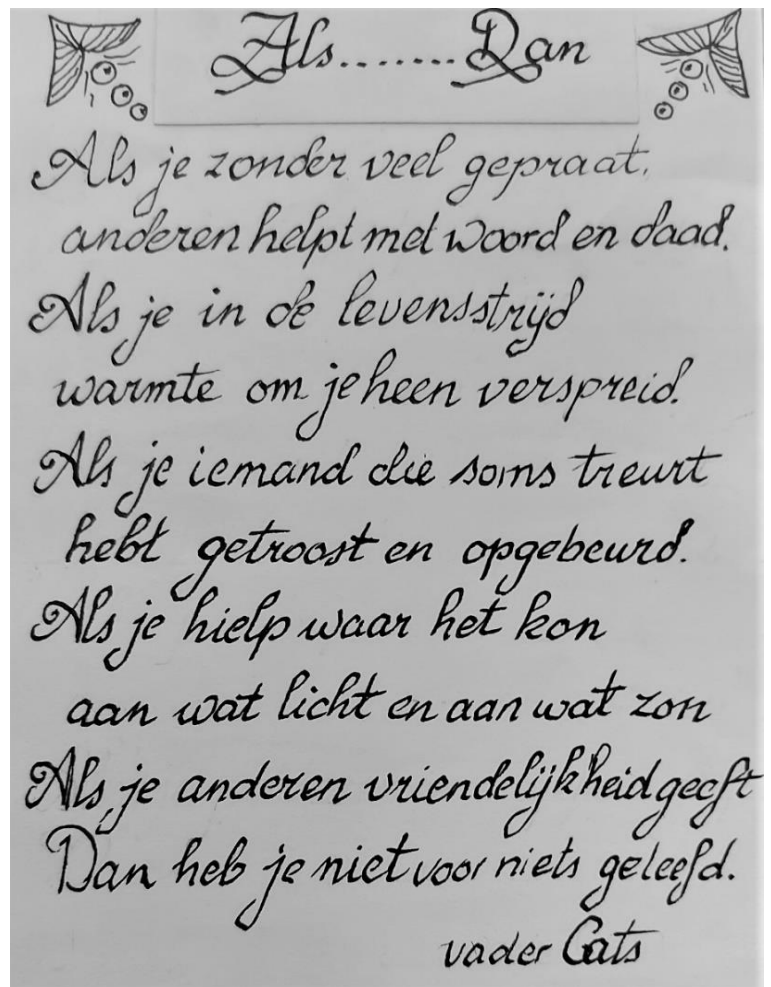 Als.......Dan
Als je zonder veel gepraat,
anderen helpt met woord en daad.
Als je in de levensstrijd
warmte om je heen verspreid.
Als je iemand die soms treurt
hebt getroost en opgebeurd.
Als je hielp waar het kon
aan wat licht en aan wat zon
Als je anderen vriendelijkheid geeft
Dan heb je niet voor niets geleefd.
vader Cats